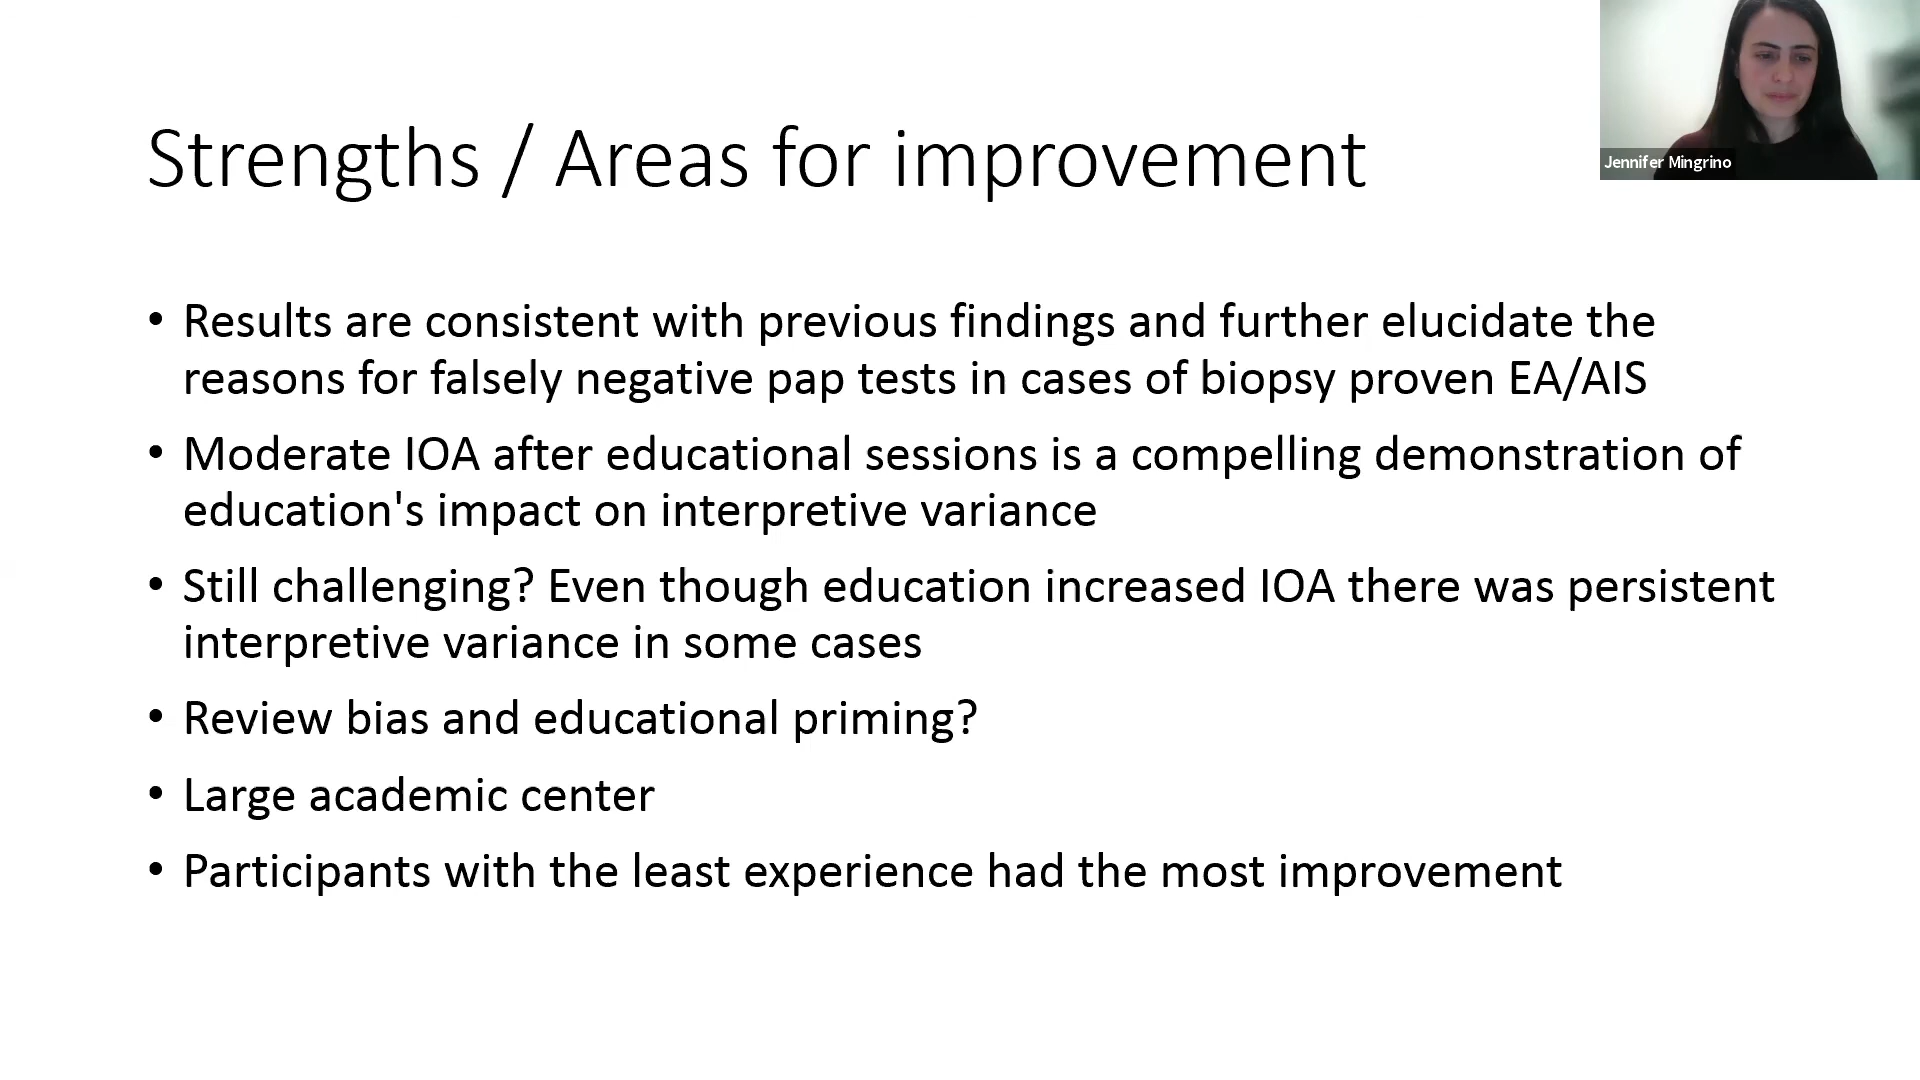 Strengths / Areas for improvement
Jennifer Mingrino
• Results are consistent with previous findings and further elucidate the
reasons for falsely negative pap tests in cases of biopsy proven EA/AIS
• Moderate IOA after educational sessions is a compelling demonstration of
education's impact on interpretive variance
• Still challenging? Even though education increased IOA there was persistent
interpretive variance in some cases
• Review bias and educational priming?
• Large academic center
• Participants with the least experience had the most improvement